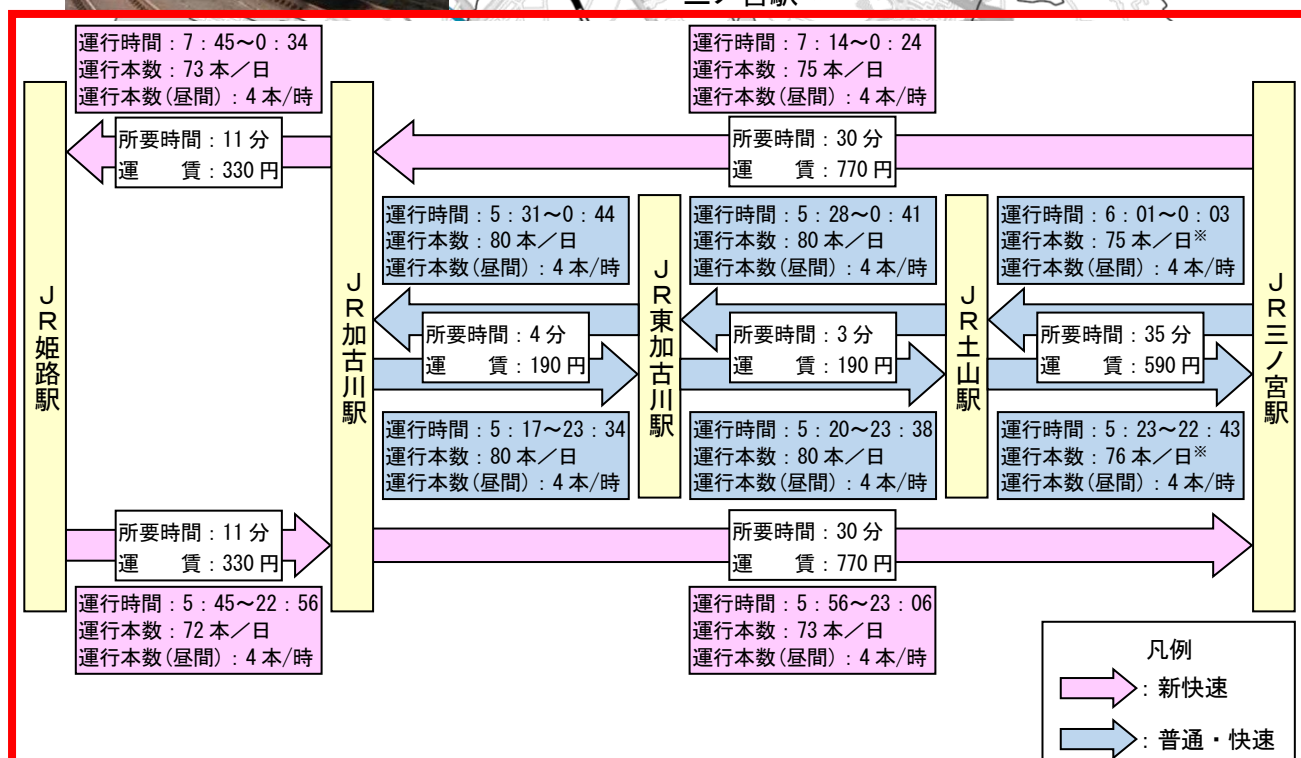 三ノ宮駅
運行時間：7：45～0：34
運行本数：73本／日
運行本数(昼間)：4本/時
運行時間：7：14～0：24
運行本数：75本／日
運行本数(昼間)：4本/時
所要時間：11分
運　　賃：330円
所要時間：30分
運　　賃：770円
運行時間：5：31～0：44
運行本数：80本／日
運行本数(昼間)：4本/時
運行時間：5：28～0：41
運行本数：80本／日
運行本数(昼間)：4本/時
運行時間：6：01～0：03
運行本数：75本／日※
運行本数(昼間)：4本/時
ＪＲ姫路駅
ＪＲ加古川駅
ＪＲ東加古川駅
ＪＲ土山駅
ＪＲ三ノ宮駅
所要時間：4分
運　　賃：190円
所要時間：3分
運　　賃：190円
所要時間：35分
運　　賃：590円
運行時間：5：17～23：34
運行本数：80本／日
運行本数(昼間)：4本/時
運行時間：5：20～23：38
運行本数：80本／日
運行本数(昼間)：4本/時
運行時間：5：23～22：43
運行本数：76本／日※
運行本数(昼間)：4本/時
所要時間：11分
運　　賃：330円
所要時間：30分
運　　賃：770円
運行時間：5：45～22：56
運行本数：72本／日
運行本数(昼間)：4本/時
運行時間：5：56～23：06
運行本数：73本／日
運行本数(昼間)：4本/時
凡例
：新快速
：普通・快速